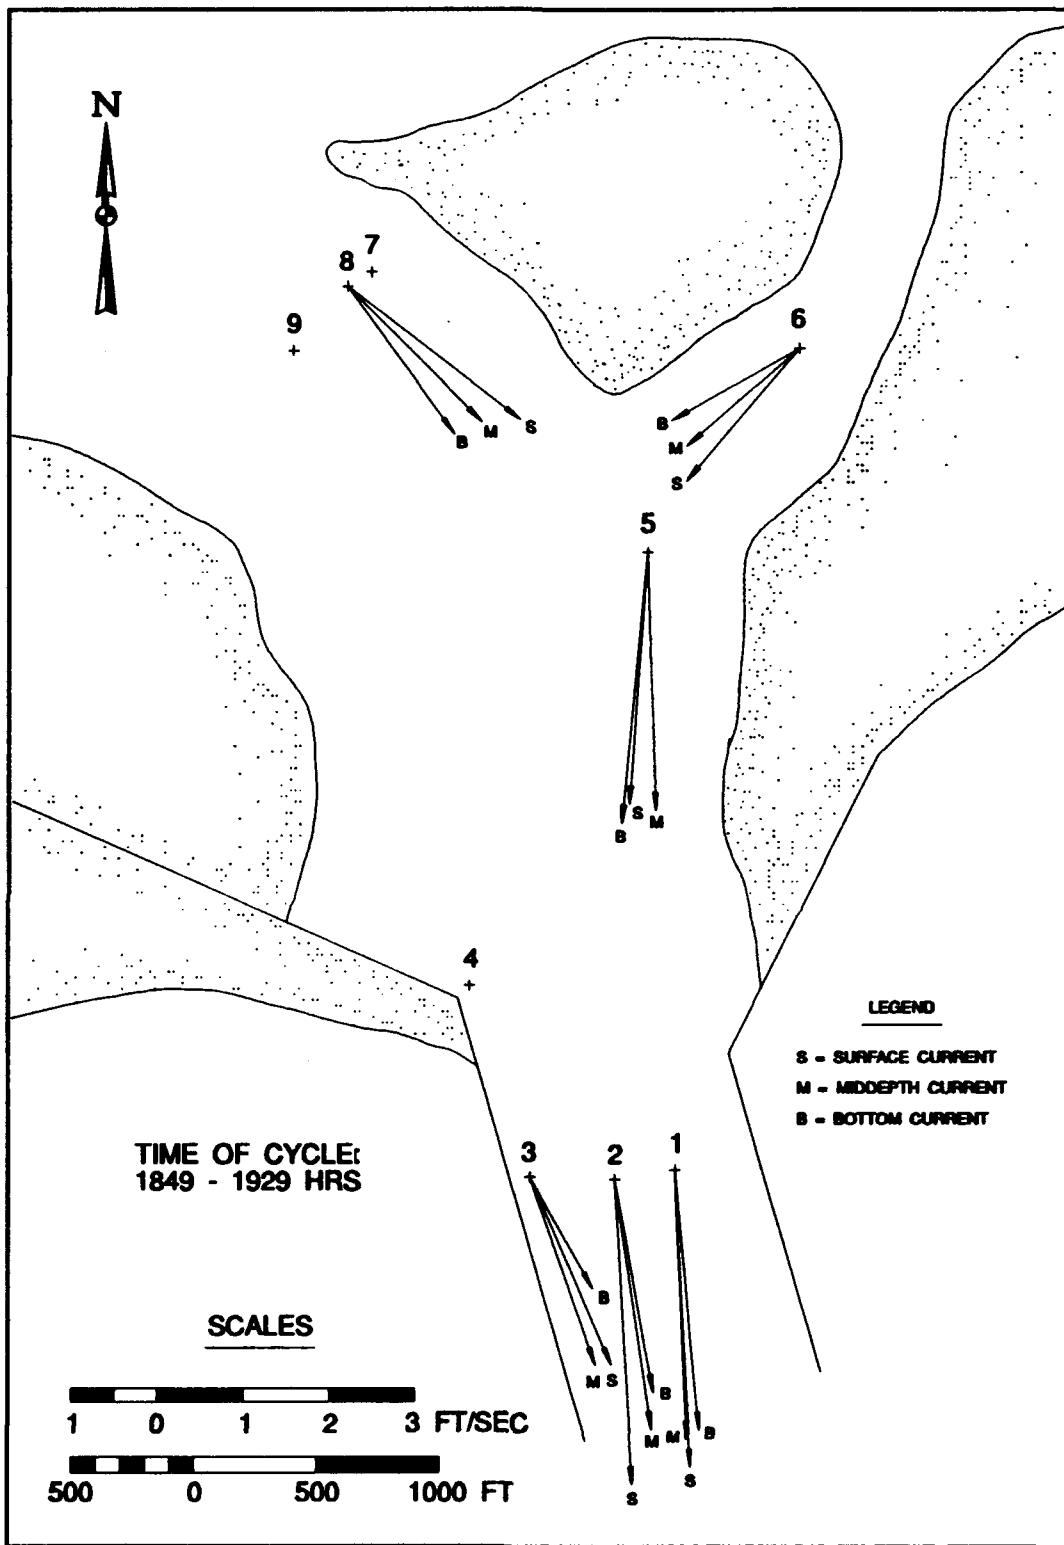 N
7
8
9
6
B
M
S
B
M
S
5
S
M
B
4
LEGEND
S - SURFACE CURRENT
M - MIDDEPTH CURRENT
B - BOTTOM CURRENT
TIME OF CYCLE:
1849 - 1929 HRS
3
2
1
B
M
S
B
M
M
B
S
S
SCALES
1 0 1 2 3 FT/SEC
500 0 500 1000 FT